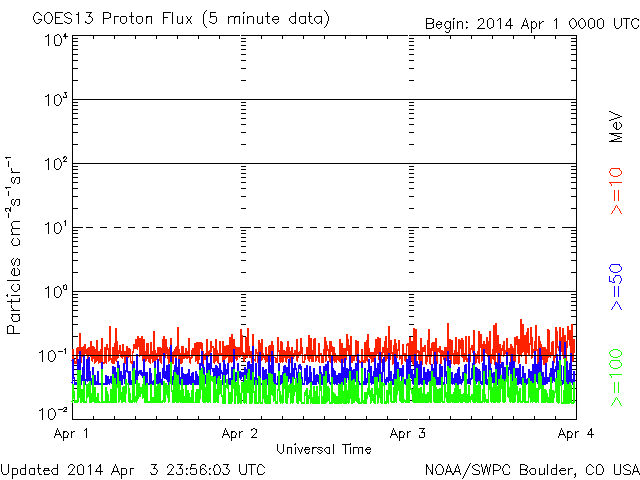 GOES13 Proton Flux (5 minute data)
Begin: 2014 Apr 1 0000 UTC
Particles cm⁻²s⁻¹sr⁻¹
10⁴
10³
10²
10¹
10⁰
10⁻¹
10⁻²
Apr 1 Apr 2 Apr 3 Apr 4
Universal Time
MeV
>=10
>=50
>=100
Updated 2014 Apr 3 23:56:03 UTC
NOAA/SWPC Boulder, CO USA